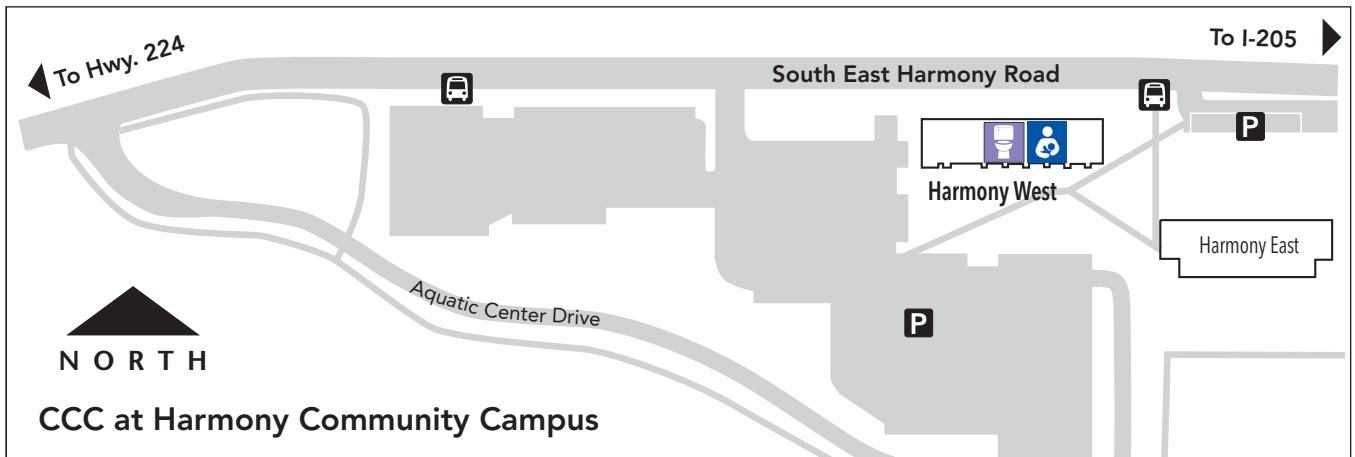 To Hwy. 224
To I-205
South East Harmony Road
P
Harmony West
Harmony East
Aquatic Center Drive
P
NORTH
CCC at Harmony Community Campus